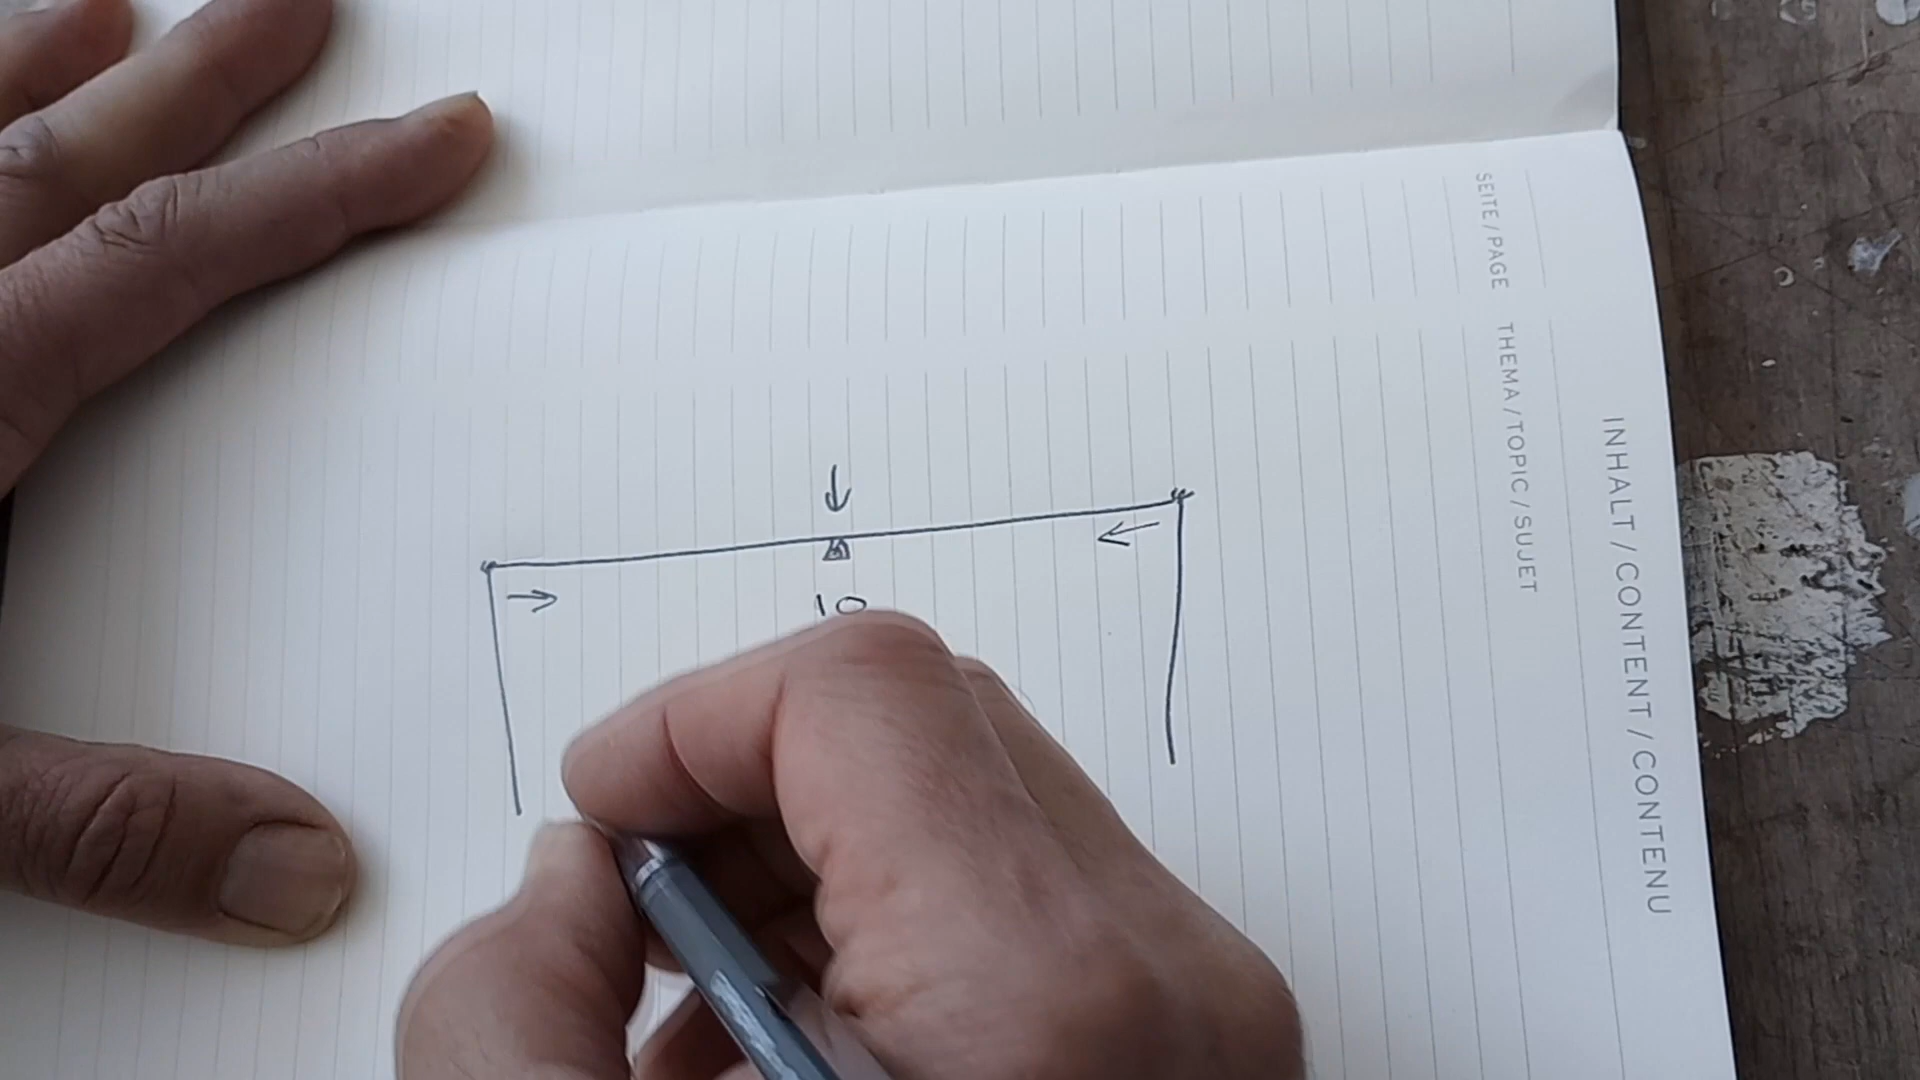 INHALT / CONTENT / CONTENU
SEITE / PAGE THEMA / TOPIC / SUJET
10